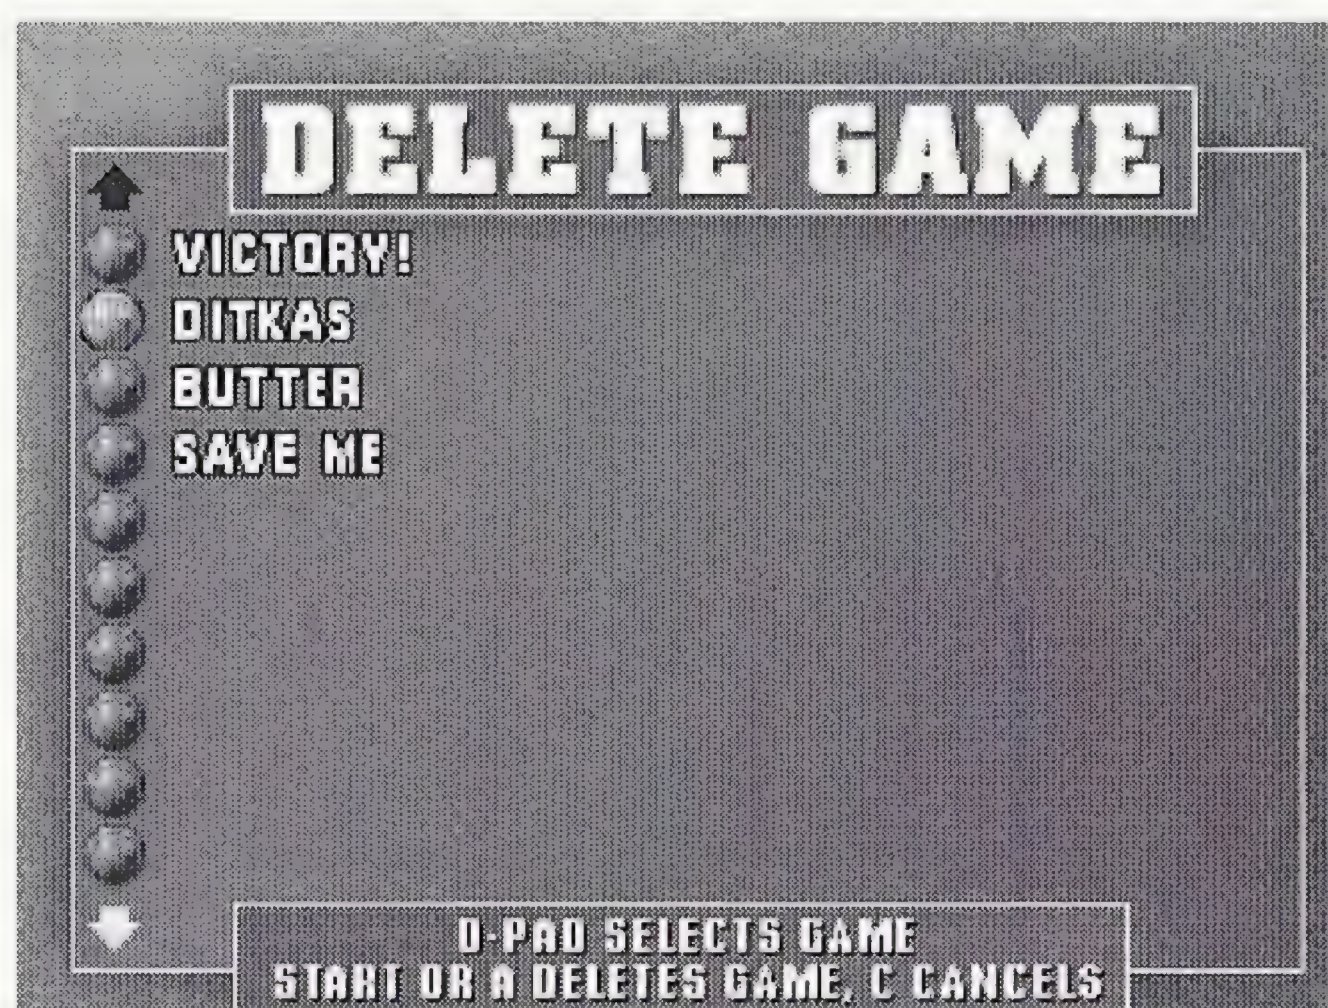 DELETE GAME
VICTORY!
DITKAS
BUTTER
SAVE ME
D-PAD SELECTS GAME
START OR A DELETES GAME, C CANCELS